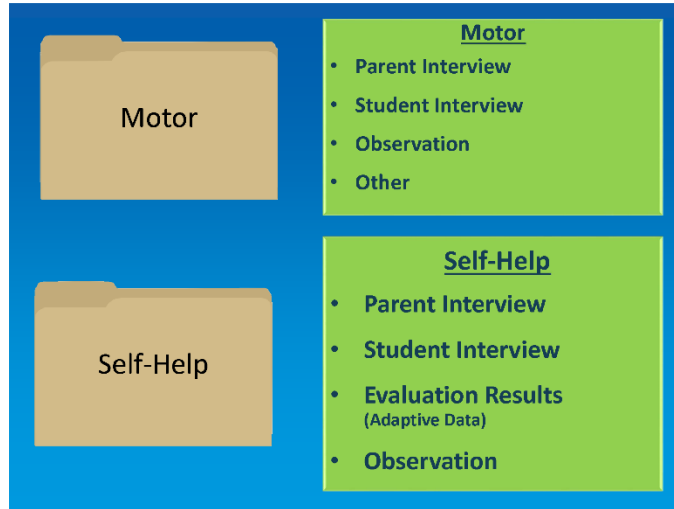 Motor
Motor
• Parent Interview
• Student Interview
• Observation
• Other
Self-Help
Self-Help
• Parent Interview
• Student Interview
• Evaluation Results
(Adaptive Data)
• Observation